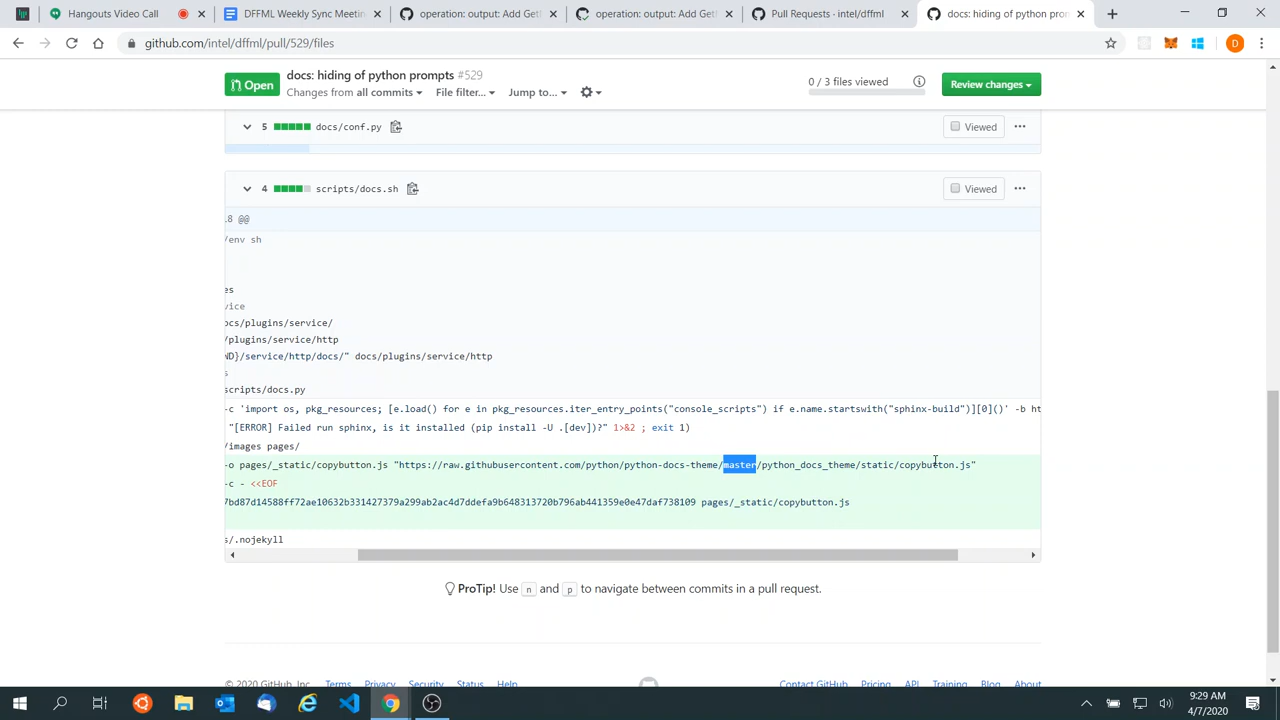 Hangouts Video Call
DFFML Weekly Sync Meetin
operation: output: Add Get
operation: output: Add Get
Pull Requests · intel/dffml
docs: hiding of python prom
github.com/intel/dffml/pull/529/files
D
Open
docs: hiding of python prompts #529
Changes from all commits
File filter...
Jump to...
0 / 3 files viewed
Review changes
5 docs/conf.py
Viewed
4 scripts/docs.sh
Viewed
18 @@
/env sh
es
vice
ocs/plugins/service/
/plugins/service/http
ND}/service/http/docs/" docs/plugins/service/http
s
scripts/docs.py
-c 'import os, pkg_resources; [e.load() for e in pkg_resources.iter_entry_points("console_scripts") if e.name.startswith("sphinx-build")][0]()' -b ht
"[ERROR] Failed run sphinx, is it installed (pip install -U .[dev])?" 1>&2 ; exit 1)
/images pages/
-o pages/_static/copybutton.js "https://raw.githubusercontent.com/python/python-docs-theme/master/python_docs_theme/static/copybutton.js"
-c - <<EOF
7bd87d14588ff72ae10632b331427379a299ab2ac4d7ddefa9b648313720b796ab441359e0e47daf738109 pages/_static/copybutton.js
s/.nojekyll
ProTip! Use n and p to navigate between commits in a pull request.
© 2020 GitHub, Inc.
Terms
Privacy
Security
Status
Help
Contact GitHub
Pricing
API
Training
Blog
About
9:29 AM
4/7/2020